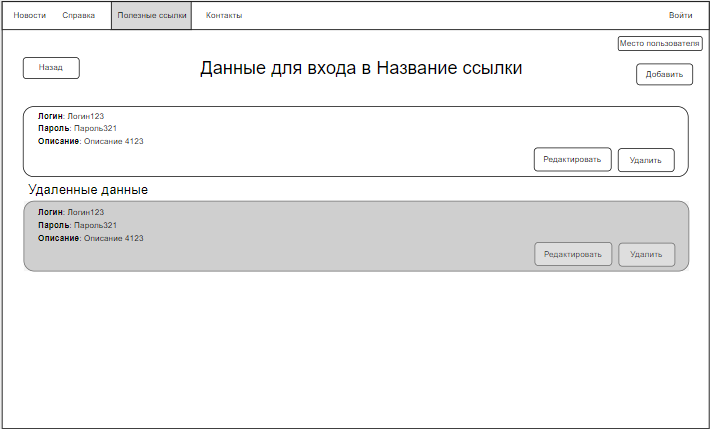 Новости Справка Полезные ссылки Контакты Войти
Место пользователя
Назад Данные для входа в Название ссылки Добавить
Логин: Логин123
Пароль: Пароль321
Описание: Описание 4123
Редактировать Удалить
Удаленные данные
Логин: Логин123
Пароль: Пароль321
Описание: Описание 4123
Редактировать Удалить